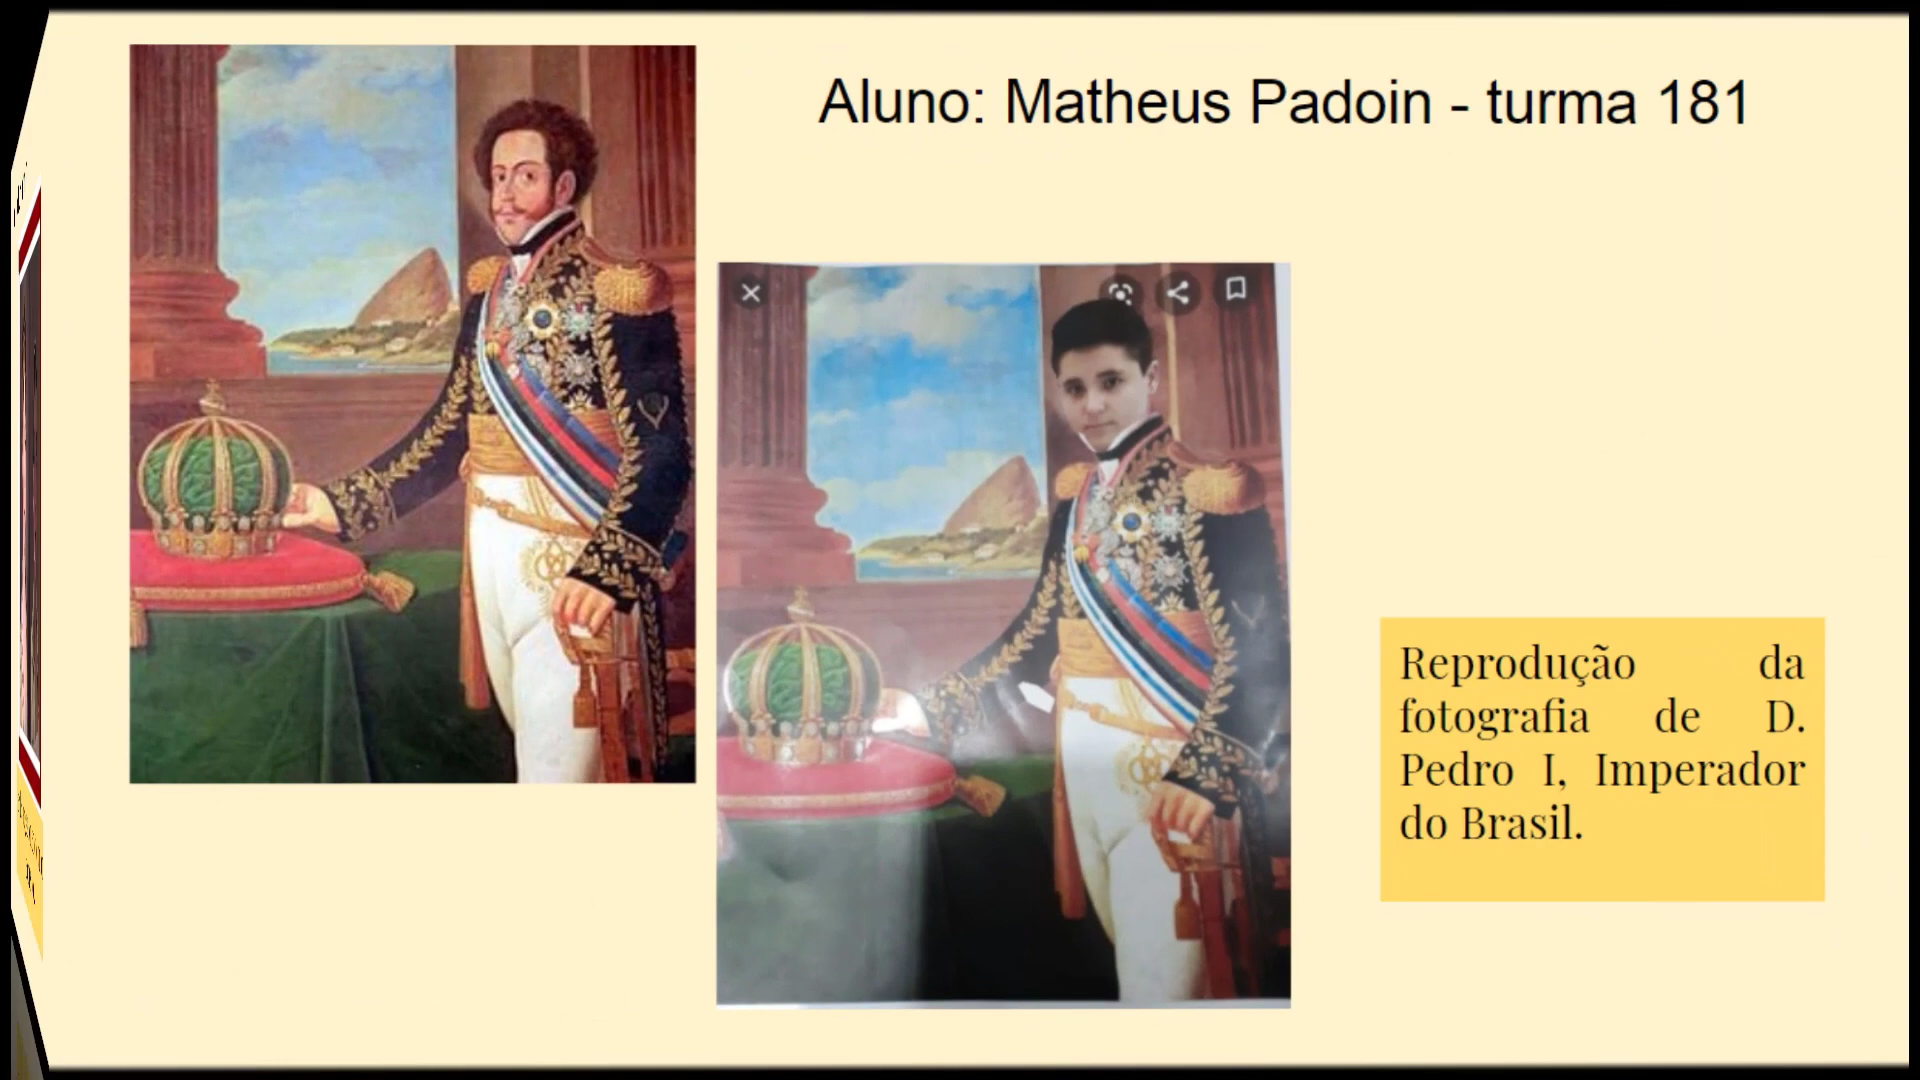 Aluno: Matheus Padoin - turma 181
Reprodução da
fotografia de D.
Pedro I, Imperador
do Brasil.